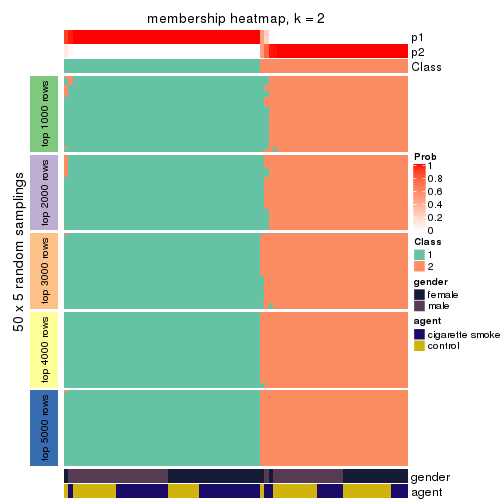 membership heatmap, k = 2
p1
p2
Class
50 x 5 random samplings
top 1000 rows
top 2000 rows
top 3000 rows
top 4000 rows
top 5000 rows
Prob
1
0.8
0.6
0.4
0.2
0
Class
1
2
gender
female
male
agent
cigarette smoke
control
gender
agent